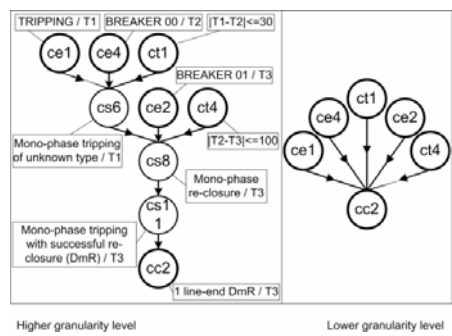 TRIPPING / T1
BREAKER 00 / T2
|T1-T2|<=30
ce1
ce4
ct1
BREAKER 01 / T3
cs6
ce2
ct4
Mono-phase tripping
of unknown type / T1
|T2-T3|<=100
cs8
Mono-phase
re-closure / T3
cs1
1
Mono-phase tripping
with successful re-
closure (DmR) / T3
cc2
1 line-end DmR / T3
ct1
ce4
ce2
ce1
ct4
cc2
Higher granularity level
Lower granularity level